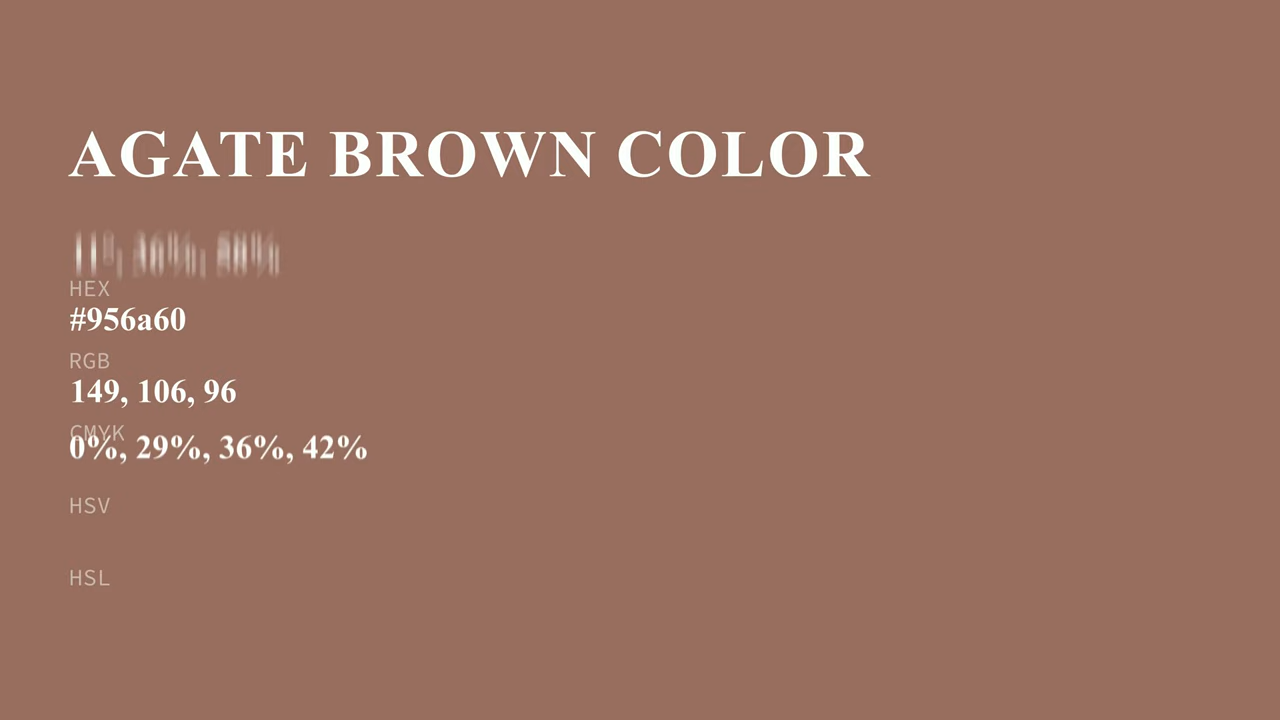 AGATE BROWN COLOR
HEX
#956a60
RGB
149, 106, 96
CMYK
0%, 29%, 36%, 42%
HSV
HSL